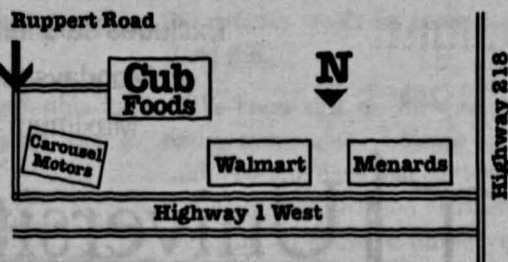 Ruppert Road
Cub
Foods
N
Carousel
Motors
Walmart
Menards
Highway 218
Highway 1 West